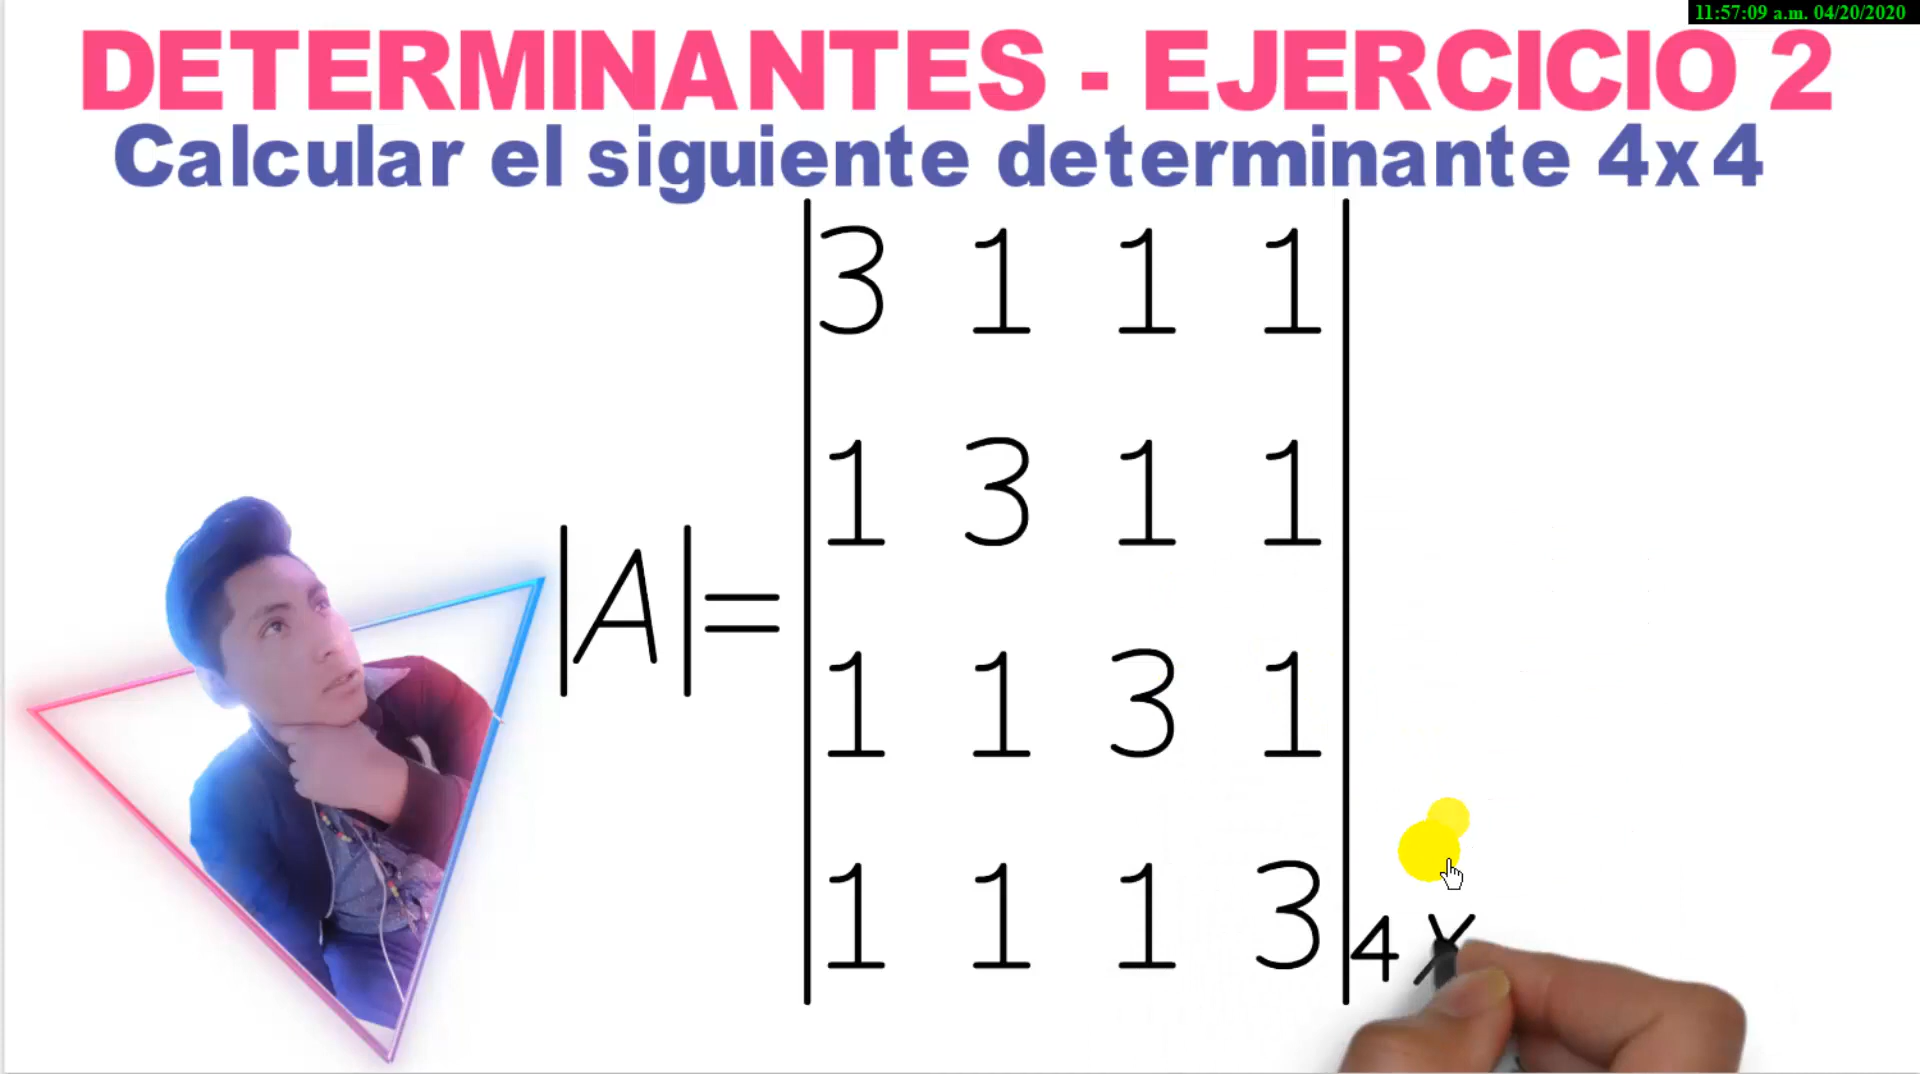 11:57:09 a.m. 04/20/2020
DETERMINANTES - EJERCICIO 2
Calcular el siguiente determinante 4x4
3 1 1 1
1 3 1 1
|A|=
1 1 3 1
1 1 1 3
4 X